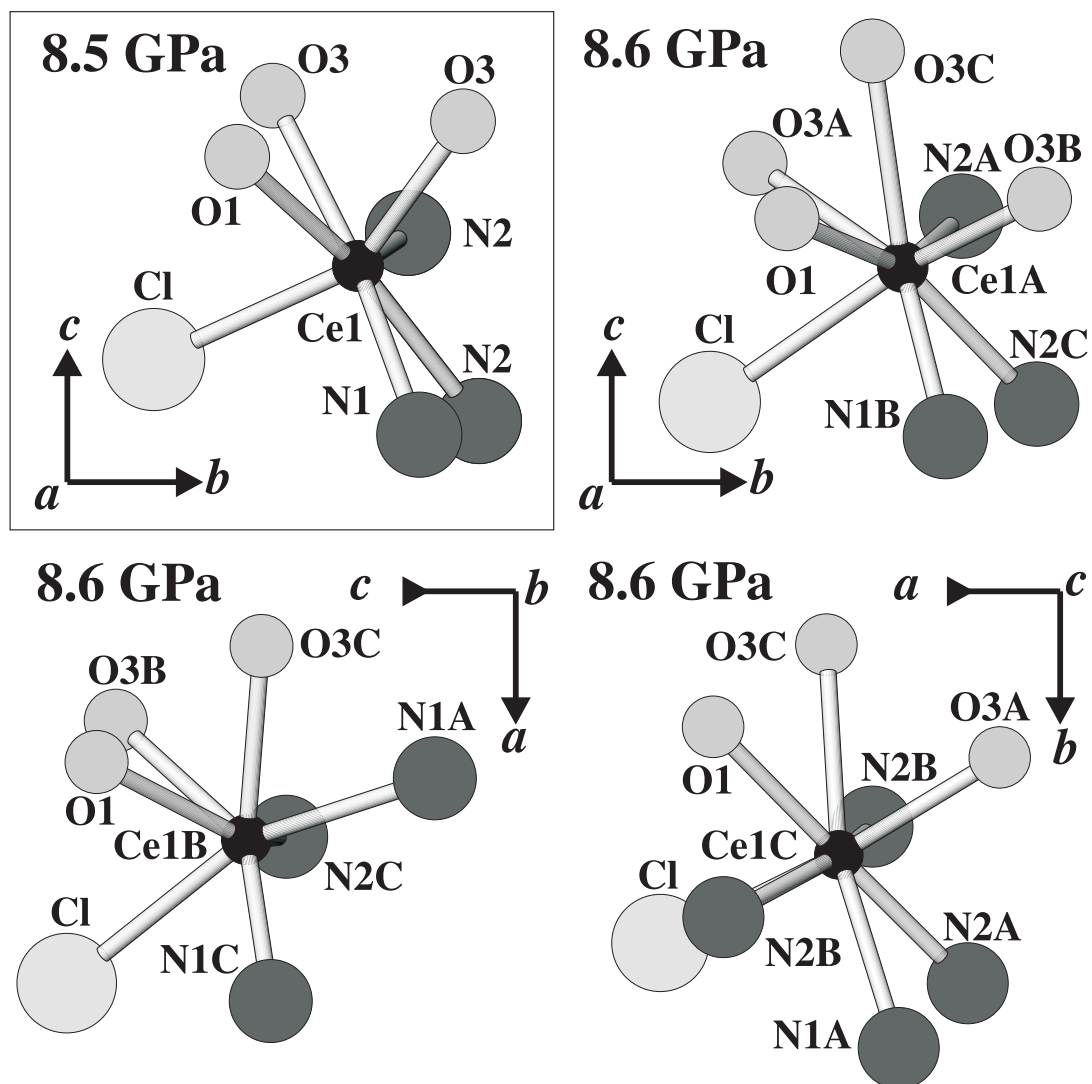 8.5 GPa
O3
O3
O1
N2
Cl
Ce1
N2
N1
c
a
b
8.6 GPa
O3C
O3A
N2A
O3B
O1
Ce1A
Cl
N2C
N1B
c
a
b
8.6 GPa
c
b
a
O3C
O3B
N1A
O1
Ce1B
N2C
Cl
N1C
8.6 GPa
a
c
b
O3C
O3A
O1
N2B
Ce1C
Cl
N2B
N2A
N1A